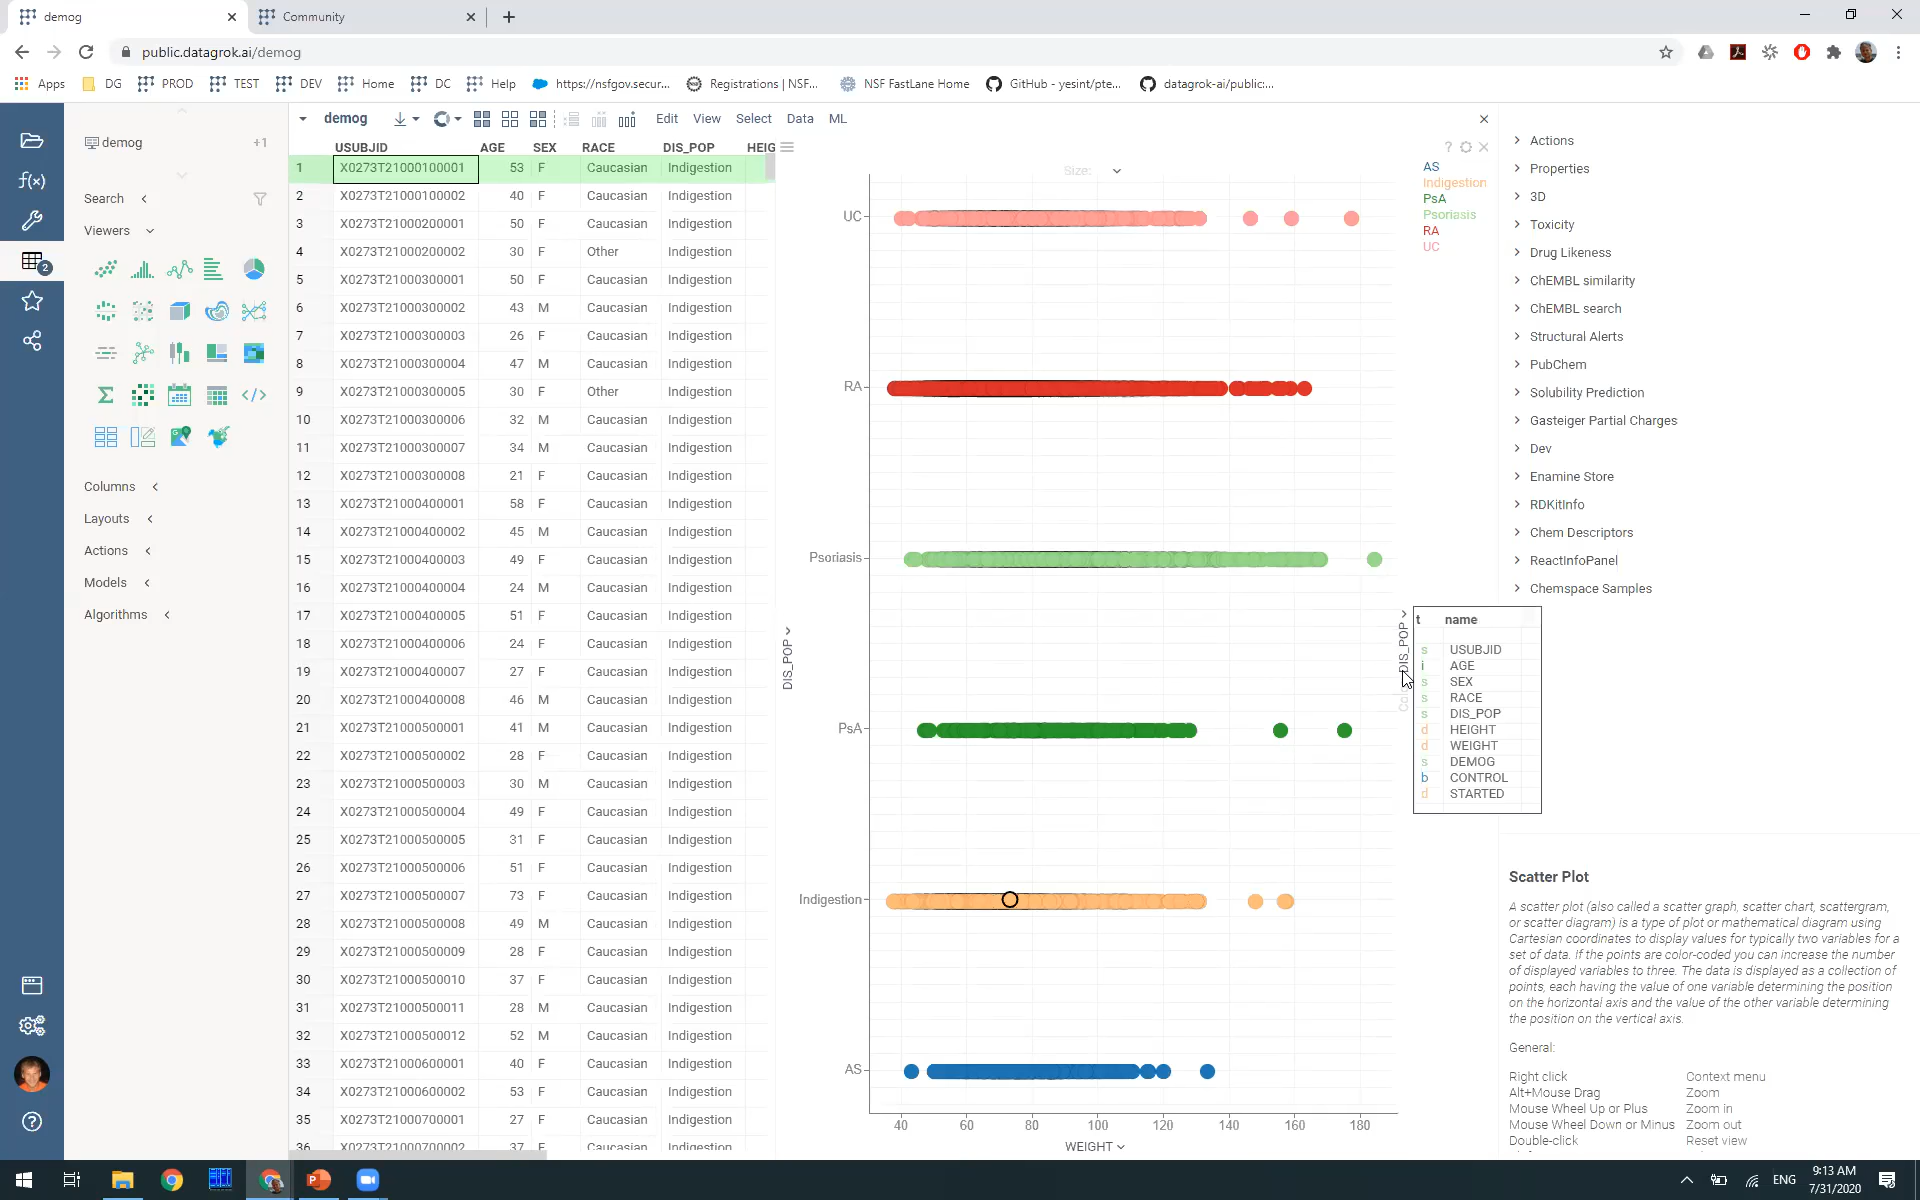 demog
Community
public.datagrok.ai/demog
Apps
DG
PROD
TEST
DEV
Home
DC
Help
https://nsfgov.secur...
Registrations | NSF...
NSF FastLane Home
GitHub - yesint/pte...
datagrok-ai/public:...
demog +1
Search
Viewers
Columns
Layouts
Actions
Models
Algorithms
2
f(x)
demog
Edit View Select Data ML
USUBJID AGE SEX RACE DIS_POP HEIG
1 X0273T21000100001 53 F Caucasian Indigestion
2 X0273T21000100002 40 F Caucasian Indigestion
3 X0273T21000200001 50 F Caucasian Indigestion
4 X0273T21000200002 30 F Other Indigestion
5 X0273T21000300001 50 F Caucasian Indigestion
6 X0273T21000300002 43 M Caucasian Indigestion
7 X0273T21000300003 26 F Caucasian Indigestion
8 X0273T21000300004 47 M Caucasian Indigestion
9 X0273T21000300005 30 F Other Indigestion
10 X0273T21000300006 32 M Caucasian Indigestion
11 X0273T21000300007 34 M Caucasian Indigestion
12 X0273T21000300008 21 F Caucasian Indigestion
13 X0273T21000400001 58 F Caucasian Indigestion
14 X0273T21000400002 45 M Caucasian Indigestion
15 X0273T21000400003 49 F Caucasian Indigestion
16 X0273T21000400004 24 M Caucasian Indigestion
17 X0273T21000400005 51 F Caucasian Indigestion
18 X0273T21000400006 24 F Caucasian Indigestion
19 X0273T21000400007 27 F Caucasian Indigestion
20 X0273T21000400008 46 M Caucasian Indigestion
21 X0273T21000500001 41 M Caucasian Indigestion
22 X0273T21000500002 28 F Caucasian Indigestion
23 X0273T21000500003 30 M Caucasian Indigestion
24 X0273T21000500004 49 F Caucasian Indigestion
25 X0273T21000500005 31 F Caucasian Indigestion
26 X0273T21000500006 51 F Caucasian Indigestion
27 X0273T21000500007 73 F Caucasian Indigestion
28 X0273T21000500008 49 M Caucasian Indigestion
29 X0273T21000500009 28 F Caucasian Indigestion
30 X0273T21000500010 37 F Caucasian Indigestion
31 X0273T21000500011 28 M Caucasian Indigestion
32 X0273T21000500012 52 M Caucasian Indigestion
33 X0273T21000600001 40 F Caucasian Indigestion
34 X0273T21000600002 53 F Caucasian Indigestion
35 X0273T21000700001 27 F Caucasian Indigestion
36 X0273T21000700002 37 F Caucasian Indigestion
Size:
UC
RA
Psoriasis
PsA
Indigestion
AS
DIS_POP
40 60 80 100 120 140 160 180
WEIGHT
AS
Indigestion
PsA
Psoriasis
RA
UC
DIS_POP
t name
s USUBJID
i AGE
s SEX
s RACE
s DIS_POP
d HEIGHT
d WEIGHT
s DEMOG
b CONTROL
d STARTED
Actions
Properties
3D
Toxicity
Drug Likeness
ChEMBL similarity
ChEMBL search
Structural Alerts
PubChem
Solubility Prediction
Gasteiger Partial Charges
Dev
Enamine Store
RDKitInfo
Chem Descriptors
ReactInfoPanel
Chemspace Samples
Scatter Plot
A scatter plot (also called a scatter graph, scatter chart, scattergram,
or scatter diagram) is a type of plot or mathematical diagram using
Cartesian coordinates to display values for typically two variables for a
set of data. If the points are color-coded you can increase the number
of displayed variables to three. The data is displayed as a collection of
points, each having the value of one variable determining the position
on the horizontal axis and the value of the other variable determining
the position on the vertical axis.
General:
Right click Context menu
Alt+Mouse Drag Zoom
Mouse Wheel Up or Plus Zoom in
Mouse Wheel Down or Minus Zoom out
Double-click Reset view
ENG
9:13 AM
7/31/2020